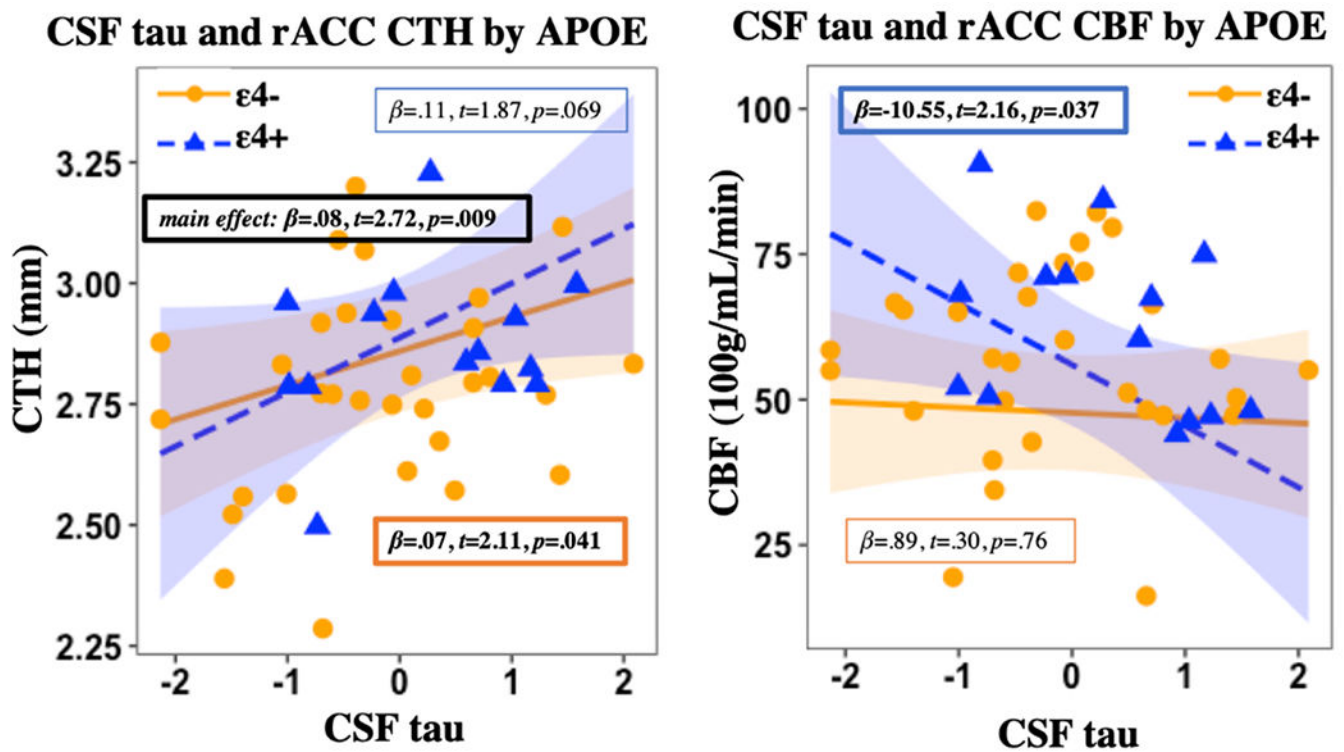 CSF tau and rACC CTH by APOE
ε4-
ε4+
β=.11, t=1.87, p=.069
main effect: β=.08, t=2.72, p=.009
β=.07, t=2.11, p=.041
CTH (mm)
3.25
3.00
2.75
2.50
2.25
-2 -1 0 1 2
CSF tau
CSF tau and rACC CBF by APOE
β=-10.55, t=2.16, p=.037
ε4-
ε4+
β=.89, t=.30, p=.76
CBF (100g/mL/min)
100
75
50
25
-2 -1 0 1 2
CSF tau